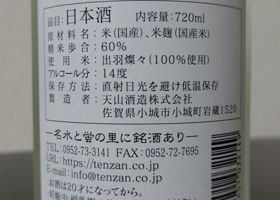 品目:日本酒 内容量:720ml
原材料名:米(国産)、米麹(国産米)
精米歩合:60%
使用米:出羽燦々(100%使用)
アルコール分:14度
保存方法:直射日光を避け低温保存
製造者:天山酒造株式会社
佐賀県小城市小城町岩蔵1520
―名水と蛍の里に銘酒あり―
TEL.0952-73-3141/FAX.0952-72-7695
URL.https://tenzan.co.jp
E-mail=info@tenzan.co.jp
お酒は20才になってから。